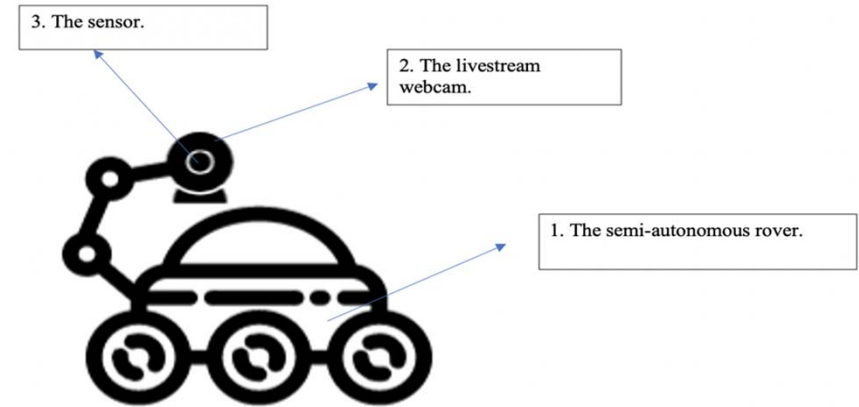 3. The sensor.
2. The livestream
webcam.
1. The semi-autonomous rover.